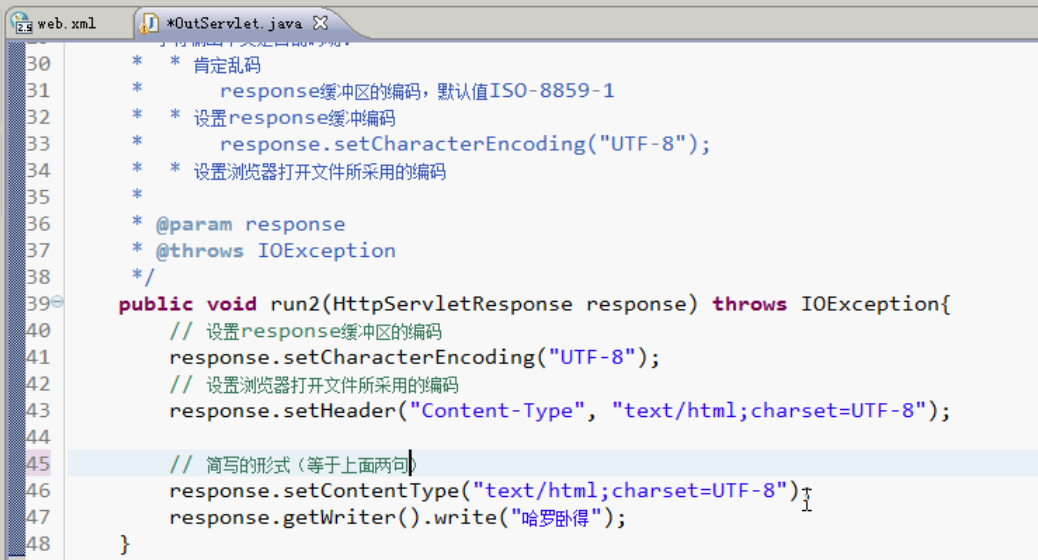 web.xml *OutServlet.java
30 * * 肯定乱码
31 * response缓冲区的编码，默认值ISO-8859-1
32 * * 设置response缓冲编码
33 * response.setCharacterEncoding("UTF-8");
34 * * 设置浏览器打开文件所采用的编码
35 *
36 * @param response
37 * @throws IOException
38 */
39 public void run2(HttpServletResponse response) throws IOException{
40 // 设置response缓冲区的编码
41 response.setCharacterEncoding("UTF-8");
42 // 设置浏览器打开文件所采用的编码
43 response.setHeader("Content-Type", "text/html;charset=UTF-8");
44
45 // 简写的形式（等于上面两句）
46 response.setContentType("text/html;charset=UTF-8");
47 response.getWriter().write("哈罗卧得");
48 }